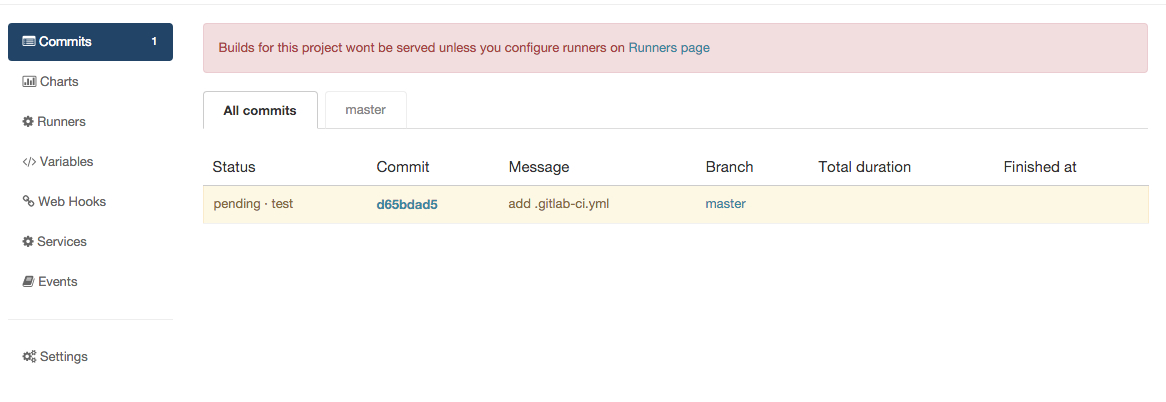 Commits 1
Charts
Runners
</> Variables
Web Hooks
Services
Events
Settings
Builds for this project wont be served unless you configure runners on Runners page
All commits master
Status Commit Message Branch Total duration Finished at
pending · test d65bdad5 add .gitlab-ci.yml master